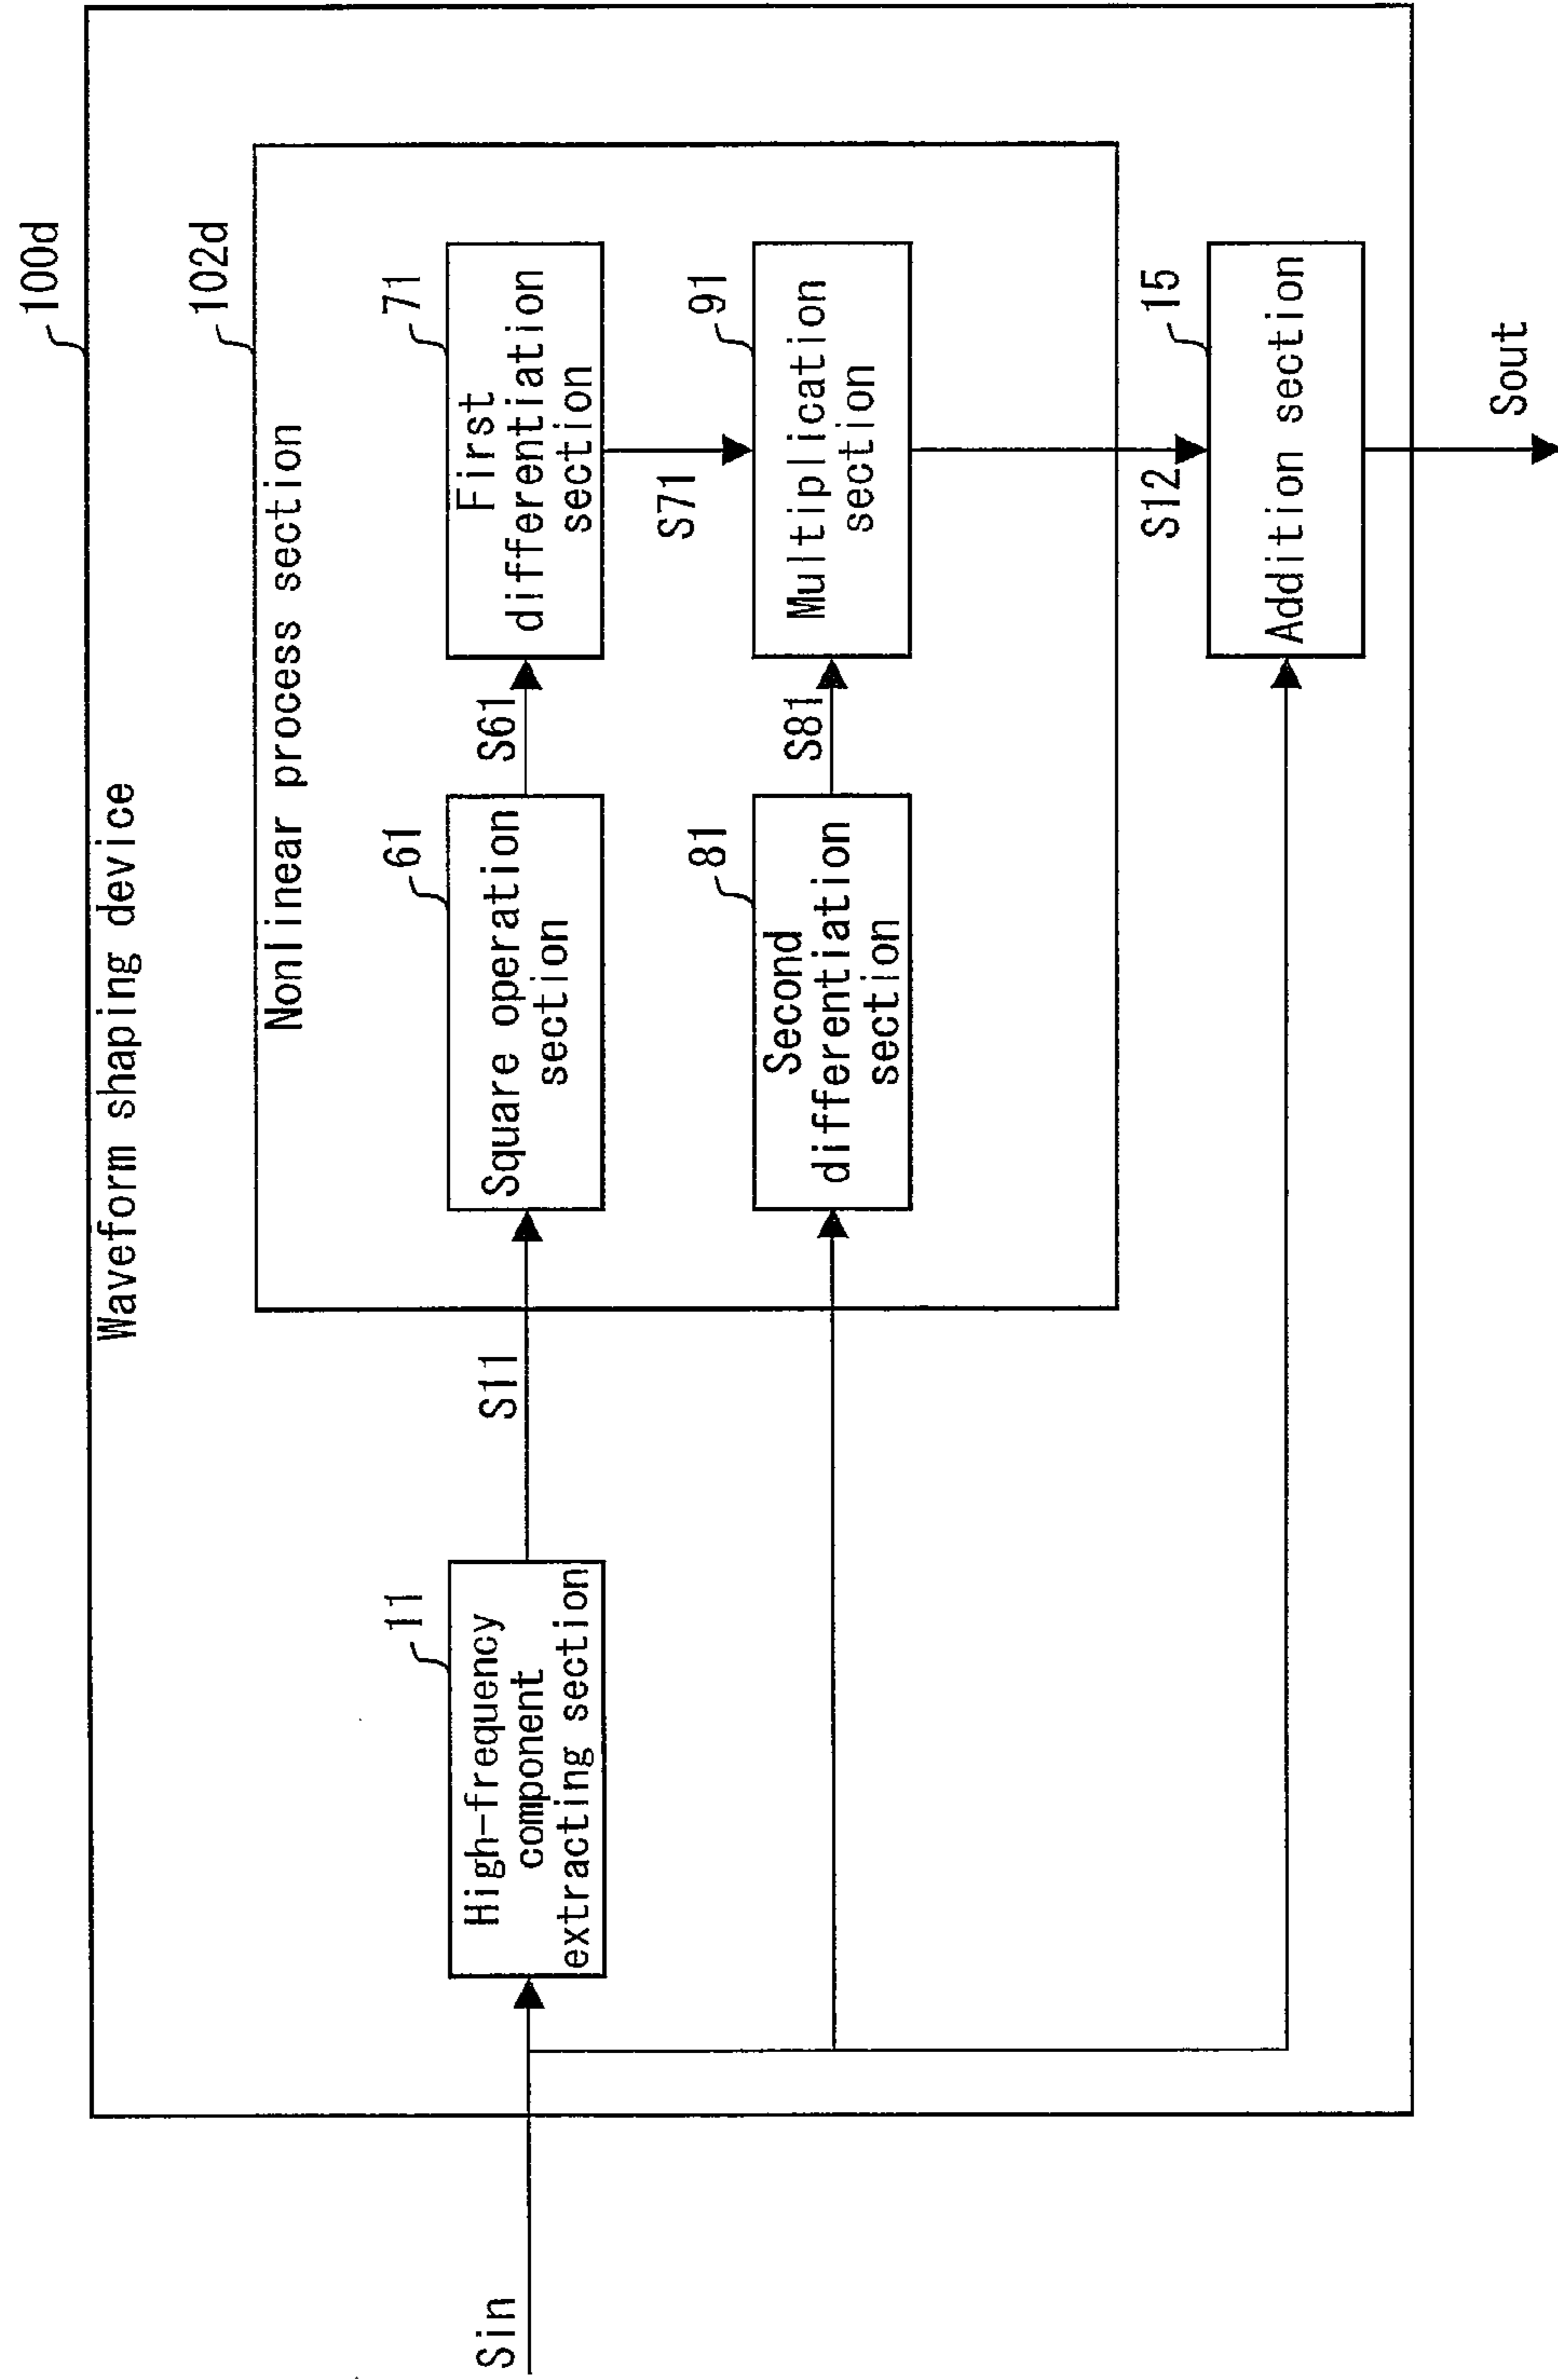 100d
Waveform shaping device
102d
Nonlinear process section
11
High-frequency
component
extracting section
S11
61
Square operation
section
S61
71
First
differentiation
section
S71
81
Second
differentiation
section
S81
91
Multiplication
section
S12
15
Addition section
Sin
Sout